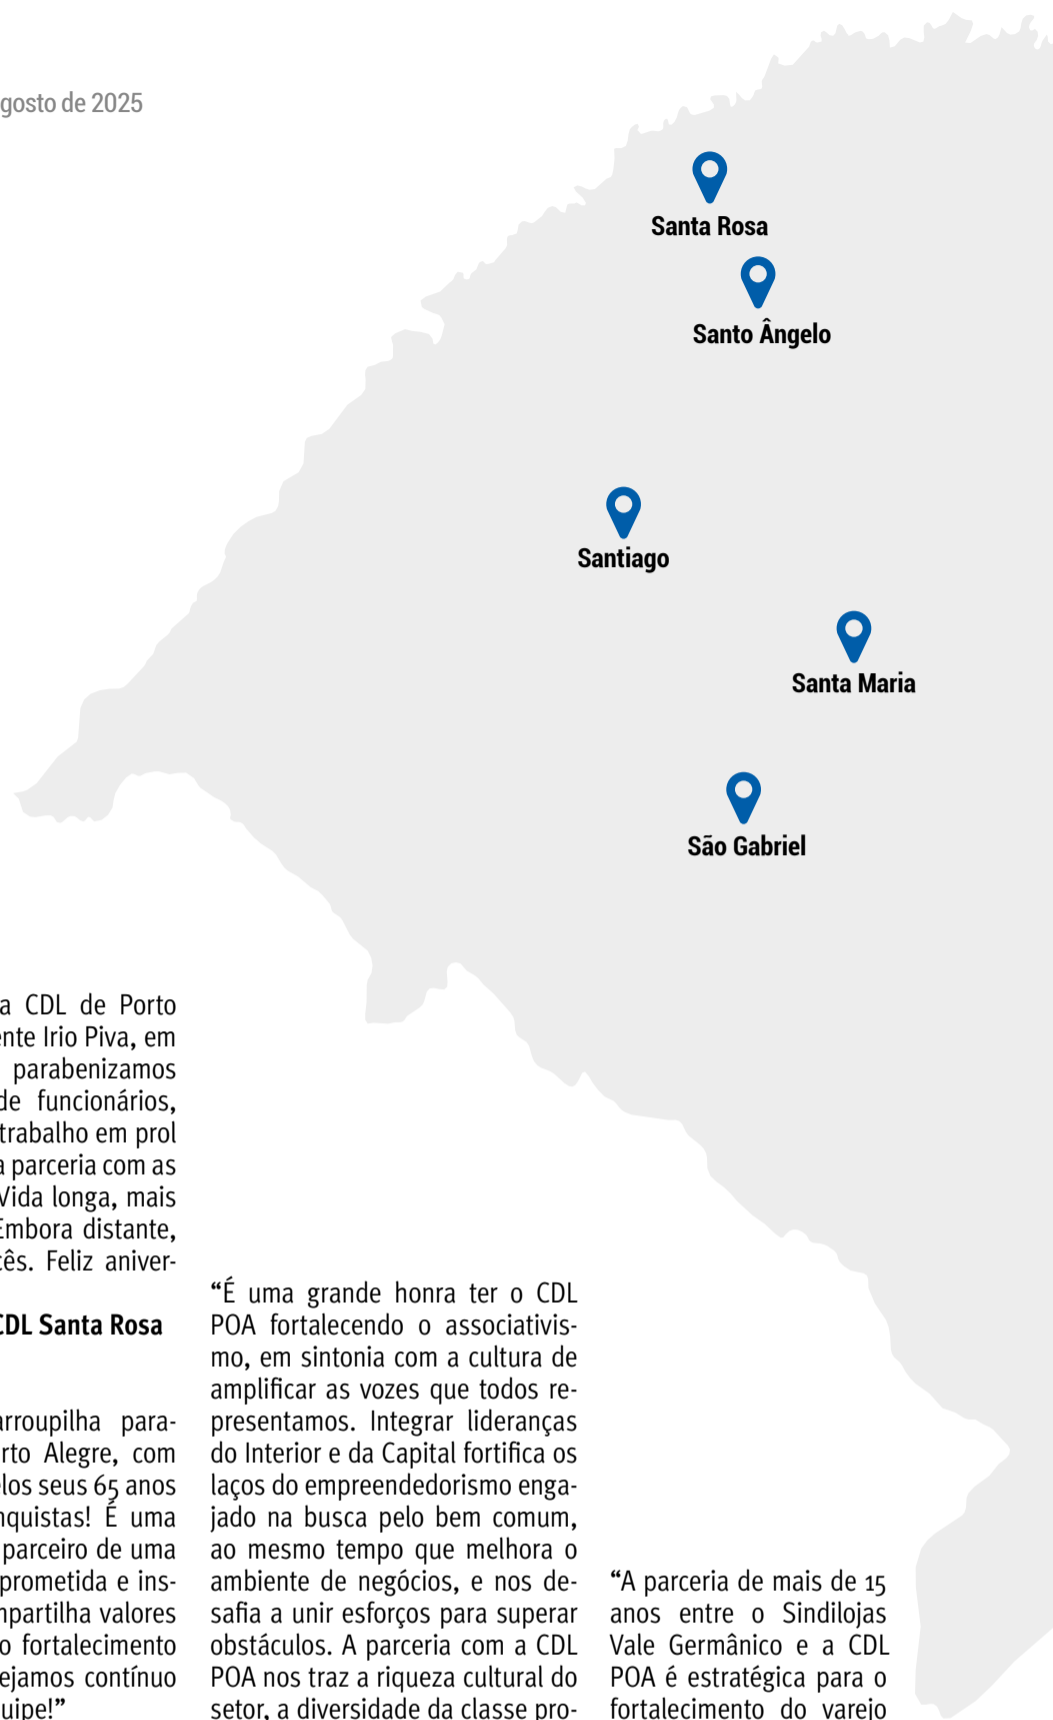 gosto de 2025
Santa Rosa
Santo Ângelo
Santiago
Santa Maria
São Gabriel
a CDL de Porto
ente Irio Piva, em
parabenizamos
de funcionários,
trabalho em prol
a parceria com as
Vida longa, mais
Embora distante,
cês. Feliz aniver-
CDL Santa Rosa
arroupilha para-
rto Alegre, com
elos seus 65 anos
nquistas! É uma
parceiro de uma
prometida e ins-
mpartilha valores
o fortalecimento
ejamos contínuo
uipe!”
“É uma grande honra ter o CDL
POA fortalecendo o associativis-
mo, em sintonia com a cultura de
amplificar as vozes que todos re-
presentamos. Integrar lideranças
do Interior e da Capital fortifica os
laços do empreendedorismo enga-
jado na busca pelo bem comum,
ao mesmo tempo que melhora o
ambiente de negócios, e nos de-
safia a unir esforços para superar
obstáculos. A parceria com a CDL
POA nos traz a riqueza cultural do
setor, a diversidade da classe pro-
“A parceria de mais de 15
anos entre o Sindilojas
Vale Germânico e a CDL
POA é estratégica para o
fortalecimento do varejo